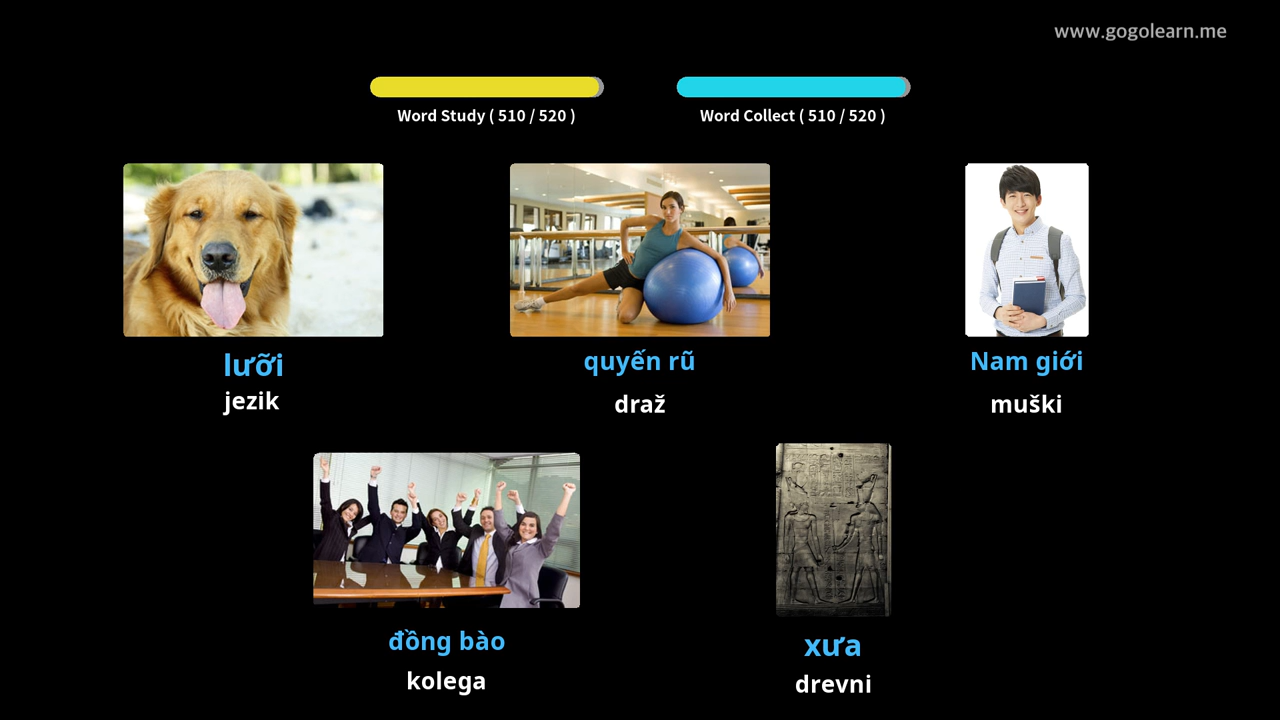 www.gogolearn.me
Word Study ( 510 / 520 )
Word Collect ( 510 / 520 )
lưỡi
jezik
quyến rũ
draž
Nam giới
muški
đồng bào
kolega
xưa
drevni